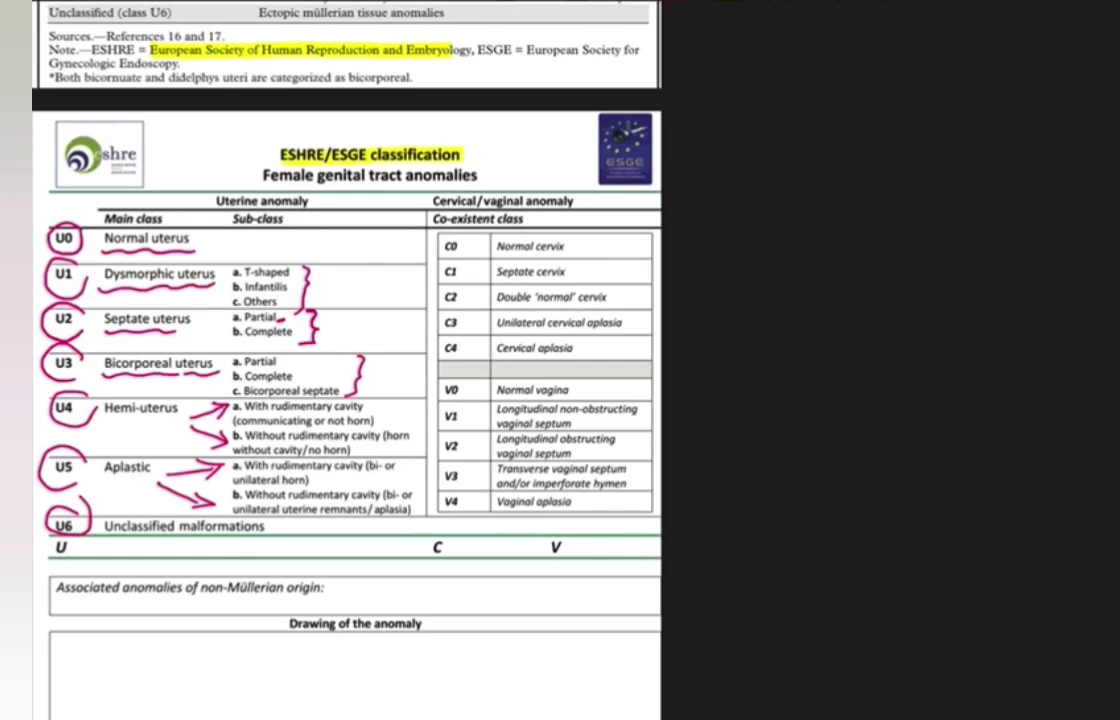 Unclassified (class U6) Ectopic müllerian tissue anomalies
Sources.—References 16 and 17.
Note.—ESHRE = European Society of Human Reproduction and Embryology, ESGE = European Society for
Gynecologic Endoscopy.
*Both bicornuate and didelphys uteri are categorized as bicorporeal.
eshre
ESGE
ESHRE/ESGE classification
Female genital tract anomalies
Uterine anomaly
Main class Sub-class
U0 Normal uterus
U1 Dysmorphic uterus a. T-shaped
b. Infantilis
c. Others
U2 Septate uterus a. Partial
b. Complete
U3 Bicorporeal uterus a. Partial
b. Complete
c. Bicorporeal septate
U4 Hemi-uterus a. With rudimentary cavity
(communicating or not horn)
b. Without rudimentary cavity (horn
without cavity/no horn)
U5 Aplastic a. With rudimentary cavity (bi- or
unilateral horn)
b. Without rudimentary cavity (bi- or
unilateral uterine remnants/ aplasia)
U6 Unclassified malformations
Cervical/vaginal anomaly
Co-existent class
C0 Normal cervix
C1 Septate cervix
C2 Double ‘normal’ cervix
C3 Unilateral cervical aplasia
C4 Cervical aplasia
V0 Normal vagina
V1 Longitudinal non-obstructing
vaginal septum
V2 Longitudinal obstructing
vaginal septum
V3 Transverse vaginal septum
and/or imperforate hymen
V4 Vaginal aplasia
U C V
Associated anomalies of non-Müllerian origin:
Drawing of the anomaly